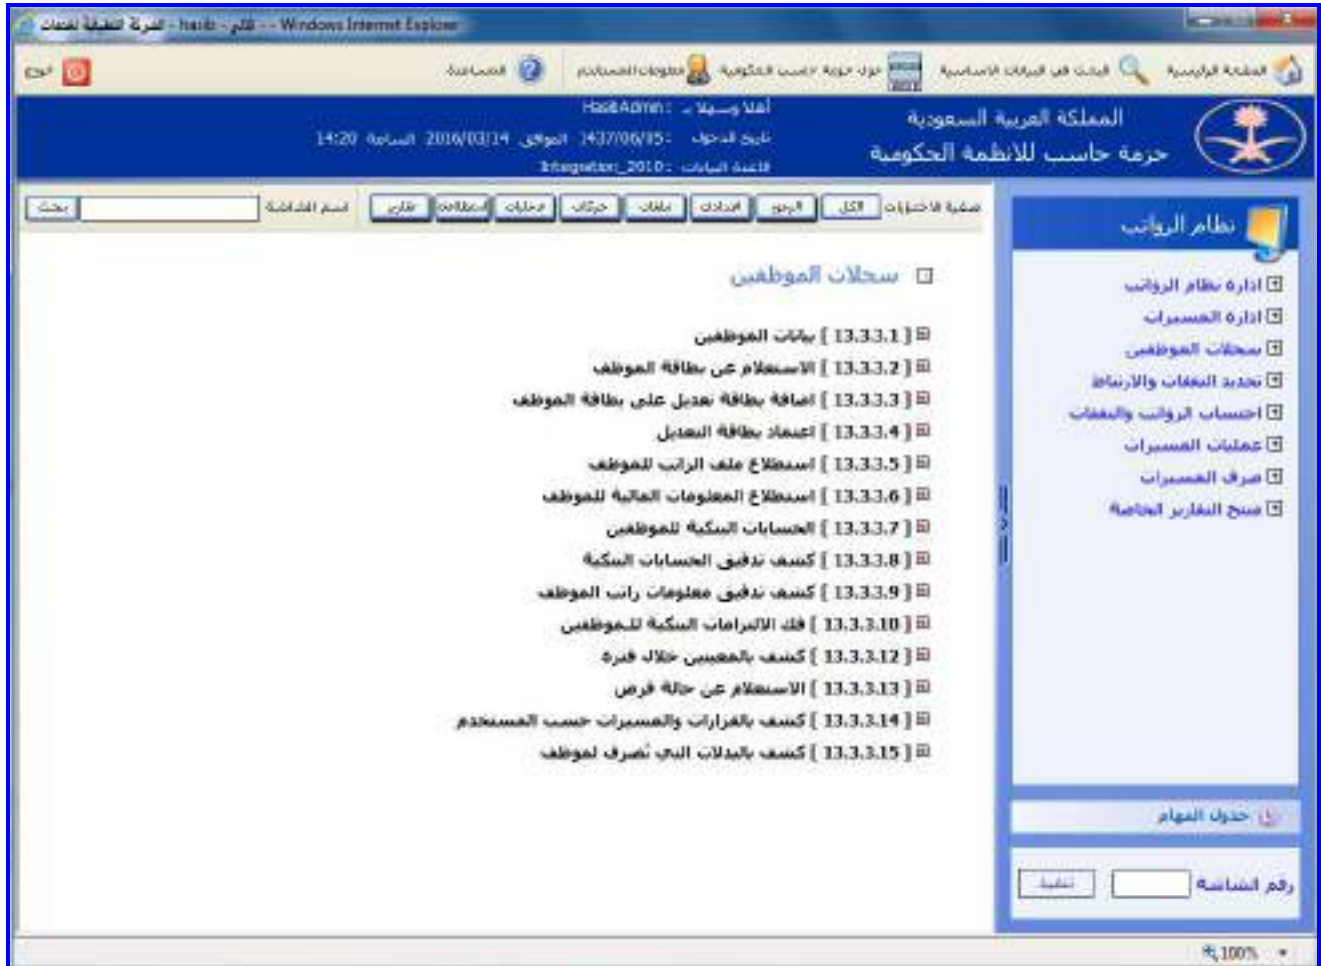 Windows Internet Explorer - - قائم - hasib - الشركة
الصفحة الرئيسية
البحث في البيانات الاساسية
حول حزمة حاسب الحكومية
معلومات المستخدم
المساعدة
خروج
المملكة العربية السعودية
حزمة حاسب للانظمة الحكومية
أهلا وسهلا بـ : HasibAdmin
تاريخ الدخول : 1437/06/05 الموافق 2016/03/14 الساعة 14:20
قاعدة البيانات : Integration_2010
نظام الرواتب
ادارة نظام الرواتب
ادارة المسيرات
سجلات الموظفين
تحديد النفقات والارتباط
احتساب الرواتب والنفقات
عمليات المسيرات
صرف المسيرات
منتج التقارير الخاصة
جدول المهام
رقم الشاشة
تنفيذ
تصفية الاختيارات الكل الرموز اعدادات ملفات حركات عمليات استطلاعات تقارير اسم الشاشة بحث
سجلات الموظفين
[ 13.3.3.1 ] بيانات الموظفين
[ 13.3.3.2 ] الاستعلام عن بطاقة الموظف
[ 13.3.3.3 ] اضافة بطاقة تعديل على بطاقة الموظف
[ 13.3.3.4 ] اعتماد بطاقة التعديل
[ 13.3.3.5 ] استطلاع ملف الراتب للموظف
[ 13.3.3.6 ] استطلاع المعلومات المالية للموظف
[ 13.3.3.7 ] الحسابات البنكية للموظفين
[ 13.3.3.8 ] كشف تدقيق الحسابات البنكية
[ 13.3.3.9 ] كشف تدقيق معلومات راتب الموظف
[ 13.3.3.10 ] فك الالتزامات البنكية للموظفين
[ 13.3.3.12 ] كشف بالمعينين خلال فترة
[ 13.3.3.13 ] الاستعلام عن حالة قرض
[ 13.3.3.14 ] كشف بالقرارات والمسيرات حسب المستخدم
[ 13.3.3.15 ] كشف بالبدلات التي تُصرف لموظف
100%